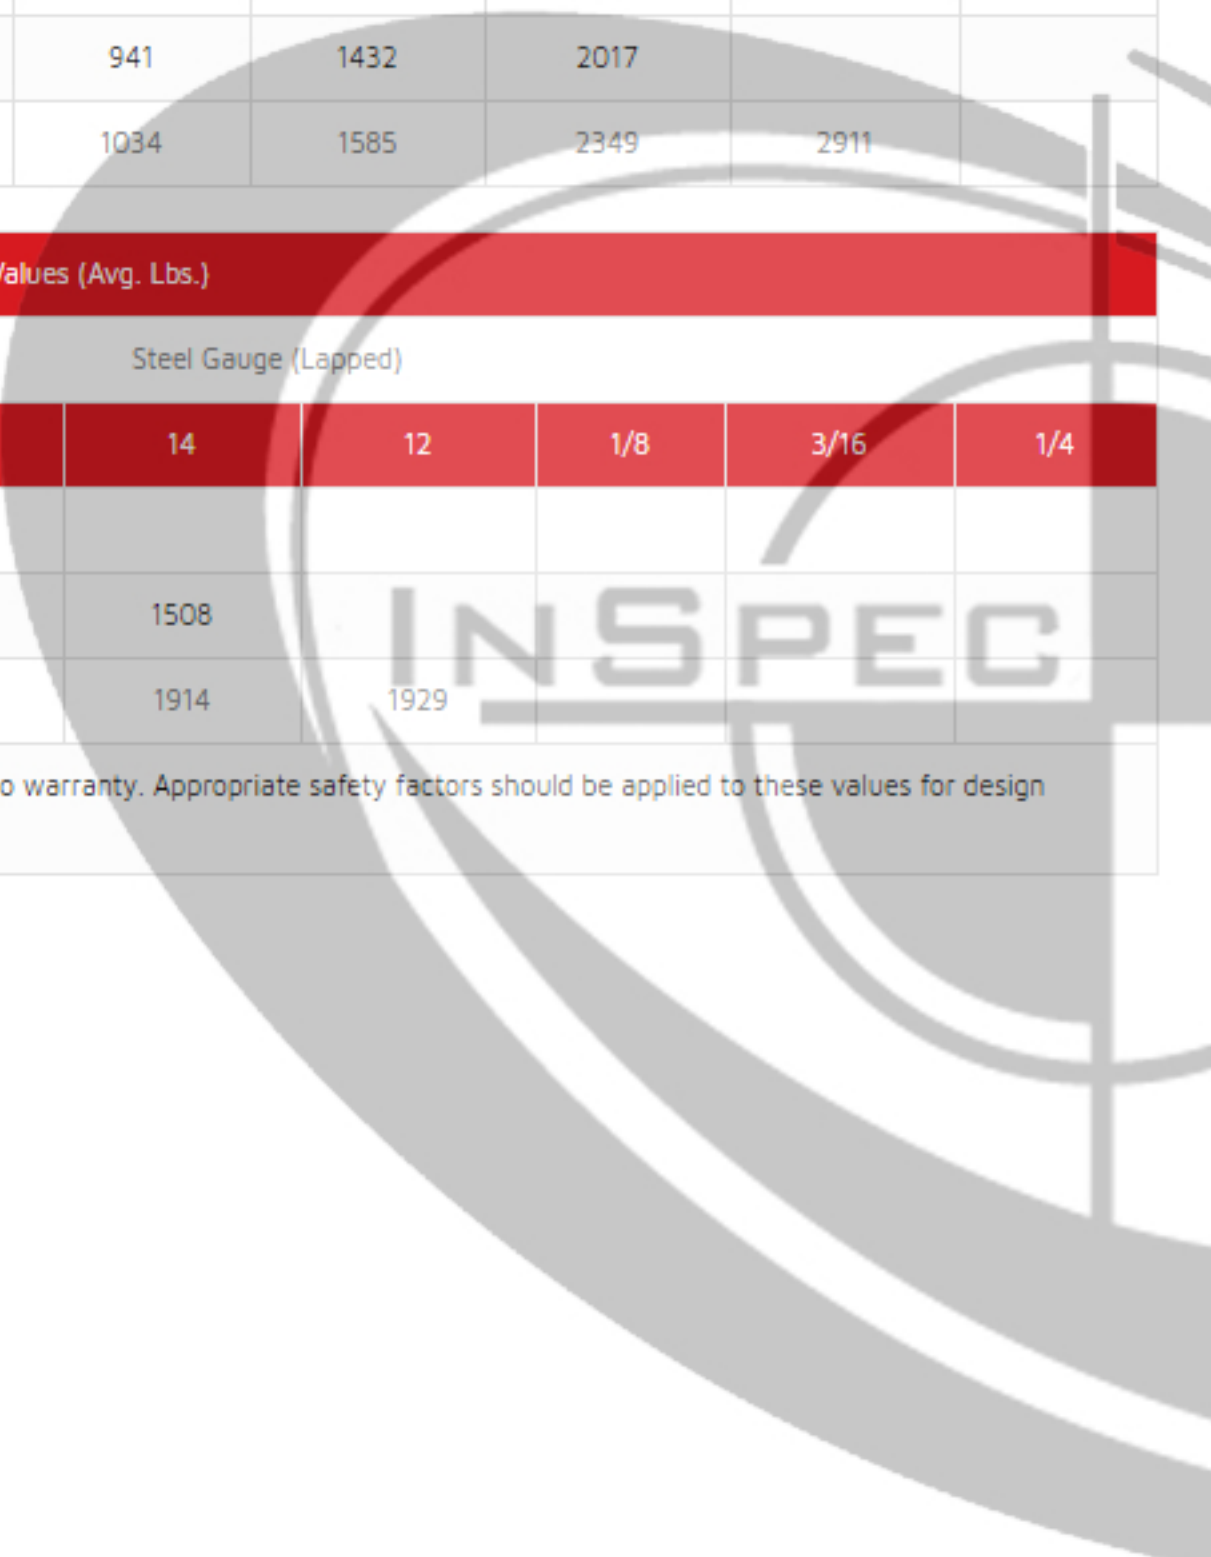 941 1432 2017
1034 1585 2349 2911
Values (Avg. Lbs.)
Steel Gauge (Lapped)
14 12 1/8 3/16 1/4
1508
INSPEC
1914 1929
warranty. Appropriate safety factors should be applied to these values for design